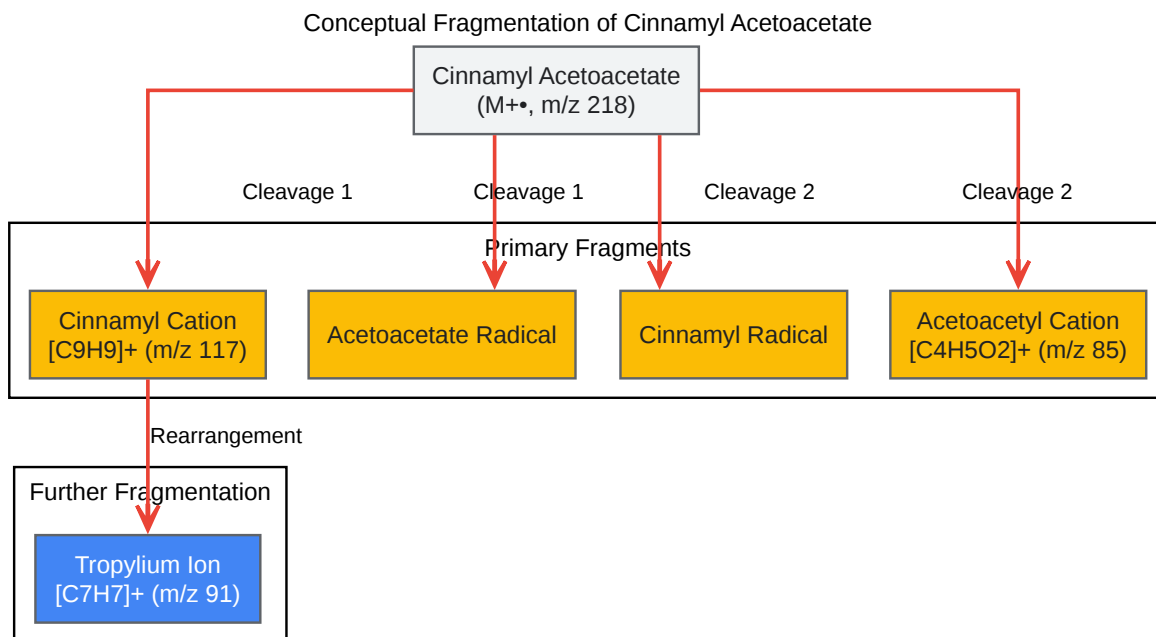 Conceptual Fragmentation of Cinnamyl Acetoacetate
Cinnamyl Acetoacetate
(M+•, m/z 218)
Cleavage 1
Cleavage 1
Cleavage 2
Cleavage 2
Primary Fragments
Cinnamyl Cation
[C9H9]+ (m/z 117)
Acetoacetate Radical
Cinnamyl Radical
Acetoacetyl Cation
[C4H5O2]+ (m/z 85)
Rearrangement
Further Fragmentation
Tropylium Ion
[C7H7]+ (m/z 91)